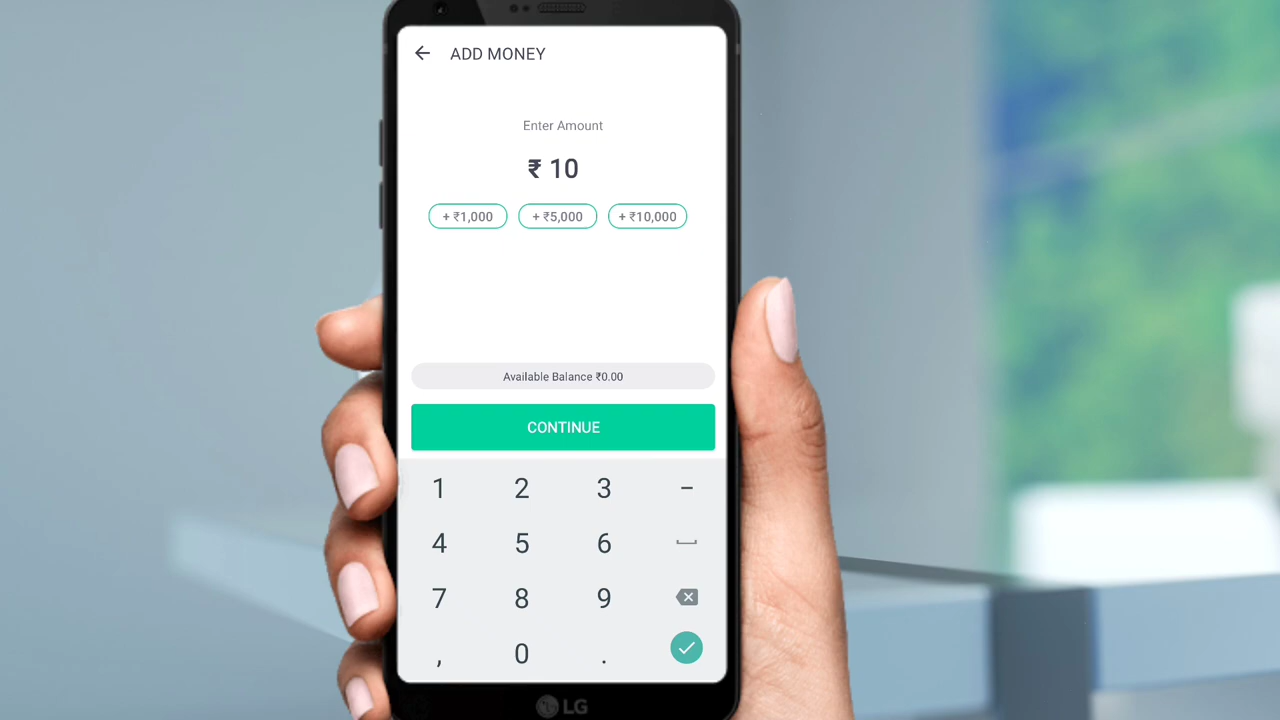 ADD MONEY
Enter Amount
₹ 10
+ ₹1,000 + ₹5,000 + ₹10,000
Available Balance ₹0.00
CONTINUE
1 2 3 -
4 5 6
7 8 9
, 0 .
LG